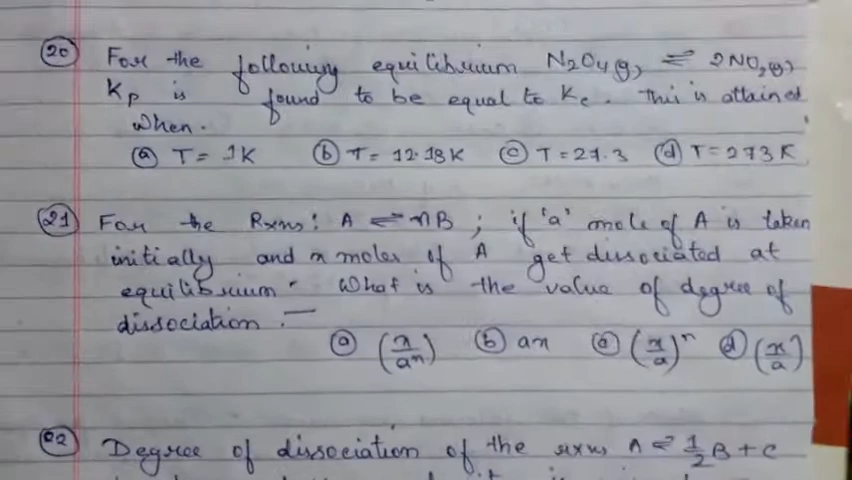 20 For the following equilibrium N2O4(g) ⇌ 2NO2(g)
Kp is found to be equal to Kc. This is attained
when.
(a) T = 1K (b) T = 12.18K (c) T = 27.3 (d) T = 273K
21 For the Rxns: A ⇌ nB ; if 'a' mole of A is taken
initially and x moles of A get dissociated at
equilibrium. What is the value of degree of
dissociation :—
(a) (x/aⁿ) (b) ax (c) (x/a)ⁿ (d) (x/a)
22 Degree of dissociation of the rxns A ⇌ 1/2 B + C